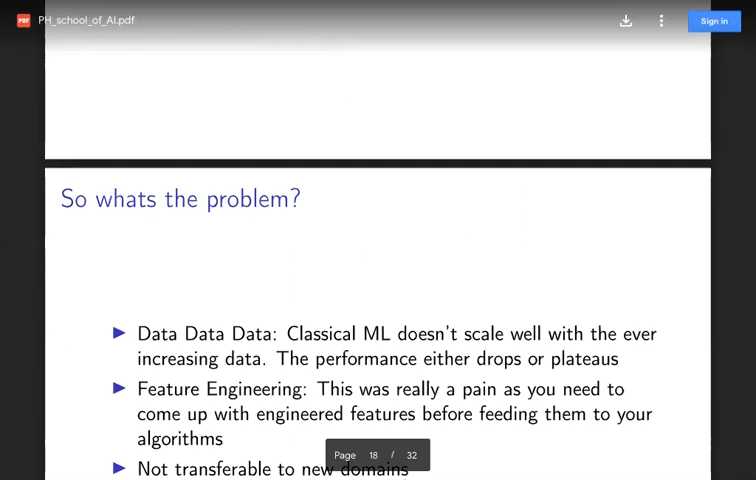 PDF PH_school_of_AI.pdf Sign in
So whats the problem?
Data Data Data: Classical ML doesn't scale well with the ever
increasing data. The performance either drops or plateaus
Feature Engineering: This was really a pain as you need to
come up with engineered features before feeding them to your
algorithms
Page 18 / 32
Not transferable to new domains